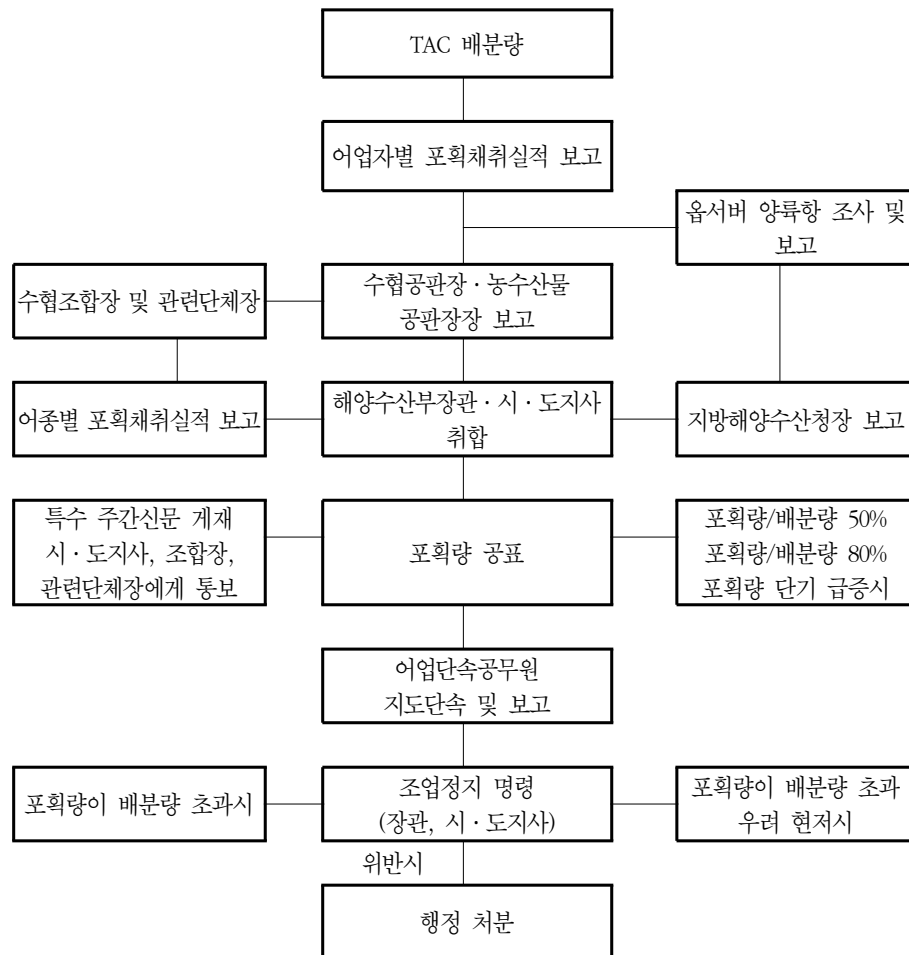 TAC 배분량
어업자별 포획채취실적 보고
옵서버 양류항 조사 및
보고
수협조합장 및 관련단체장
수협공판장·농수산물
공판장장 보고
어종별 포획채취실적 보고
해양수산부장관·시·도지사
취합
지방해양수산청장 보고
특수 주간신문 게재
시·도지사, 조합장,
관련단체장에게 통보
포획량 공표
포획량/배분량 50%
포획량/배분량 80%
포획량 단기 급증시
어업단속공무원
지도단속 및 보고
포획량이 배분량 초과시
조업정지 명령
(장관, 시·도지사)
포획량이 배분량 초과
우려 현저시
위반시
행정 처분